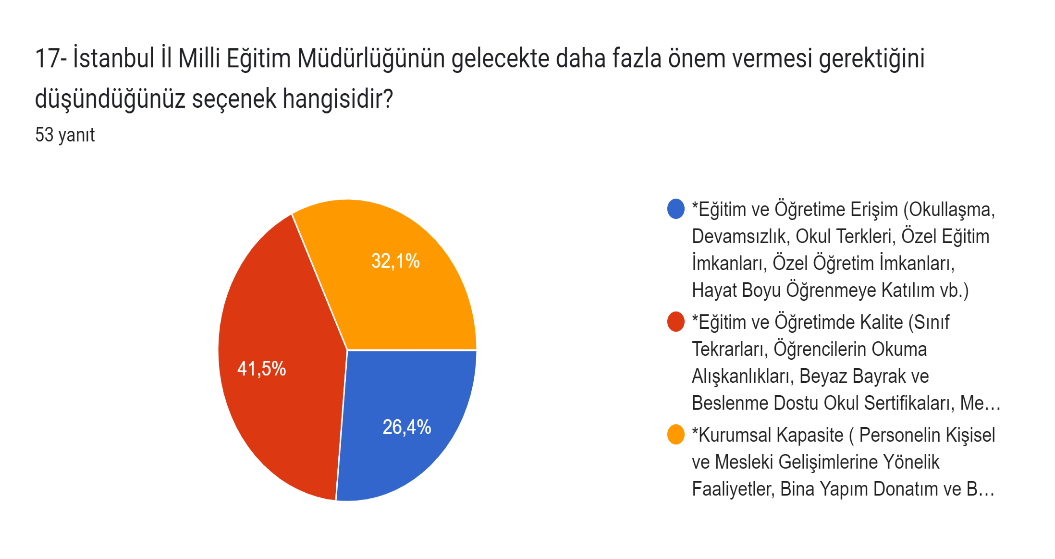 17- İstanbul İl Milli Eğitim Müdürlüğünün gelecekte daha fazla önem vermesi gerektiğini
düşündüğünüz seçenek hangisidir?
53 yanıt
32,1%
41,5%
26,4%
*Eğitim ve Öğretime Erişim (Okullaşma,
Devamsızlık, Okul Terkleri, Özel Eğitim
İmkanları, Özel Öğretim İmkanları,
Hayat Boyu Öğrenmeye Katılım vb.)
*Eğitim ve Öğretimde Kalite (Sınıf
Tekrarları, Öğrencilerin Okuma
Alışkanlıkları, Beyaz Bayrak ve
Beslenme Dostu Okul Sertifikaları, Me…
*Kurumsal Kapasite ( Personelin Kişisel
ve Mesleki Gelişimlerine Yönelik
Faaliyetler, Bina Yapım Donatım ve B…